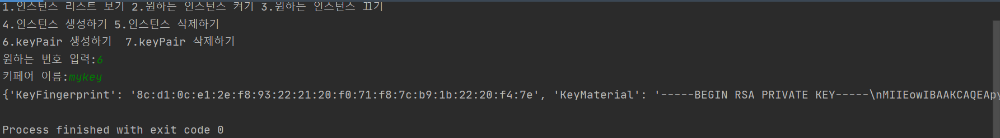 1.인스턴스 리스트 보기 2.원하는 인스턴스 켜기 3.원하는 인스턴스 끄기
4.인스턴스 생성하기 5.인스턴스 삭제하기
6.keyPair 생성하기  7.keyPair 삭제하기
원하는 번호 입력:6
키페어 이름:mykey
{'KeyFingerprint': '8c:d1:0c:e1:2e:f8:93:22:21:20:f0:71:f8:7c:b9:1b:22:20:f4:7e', 'KeyMaterial': '-----BEGIN RSA PRIVATE KEY-----\nMIIEowIBAAKCAQEApy
Process finished with exit code 0